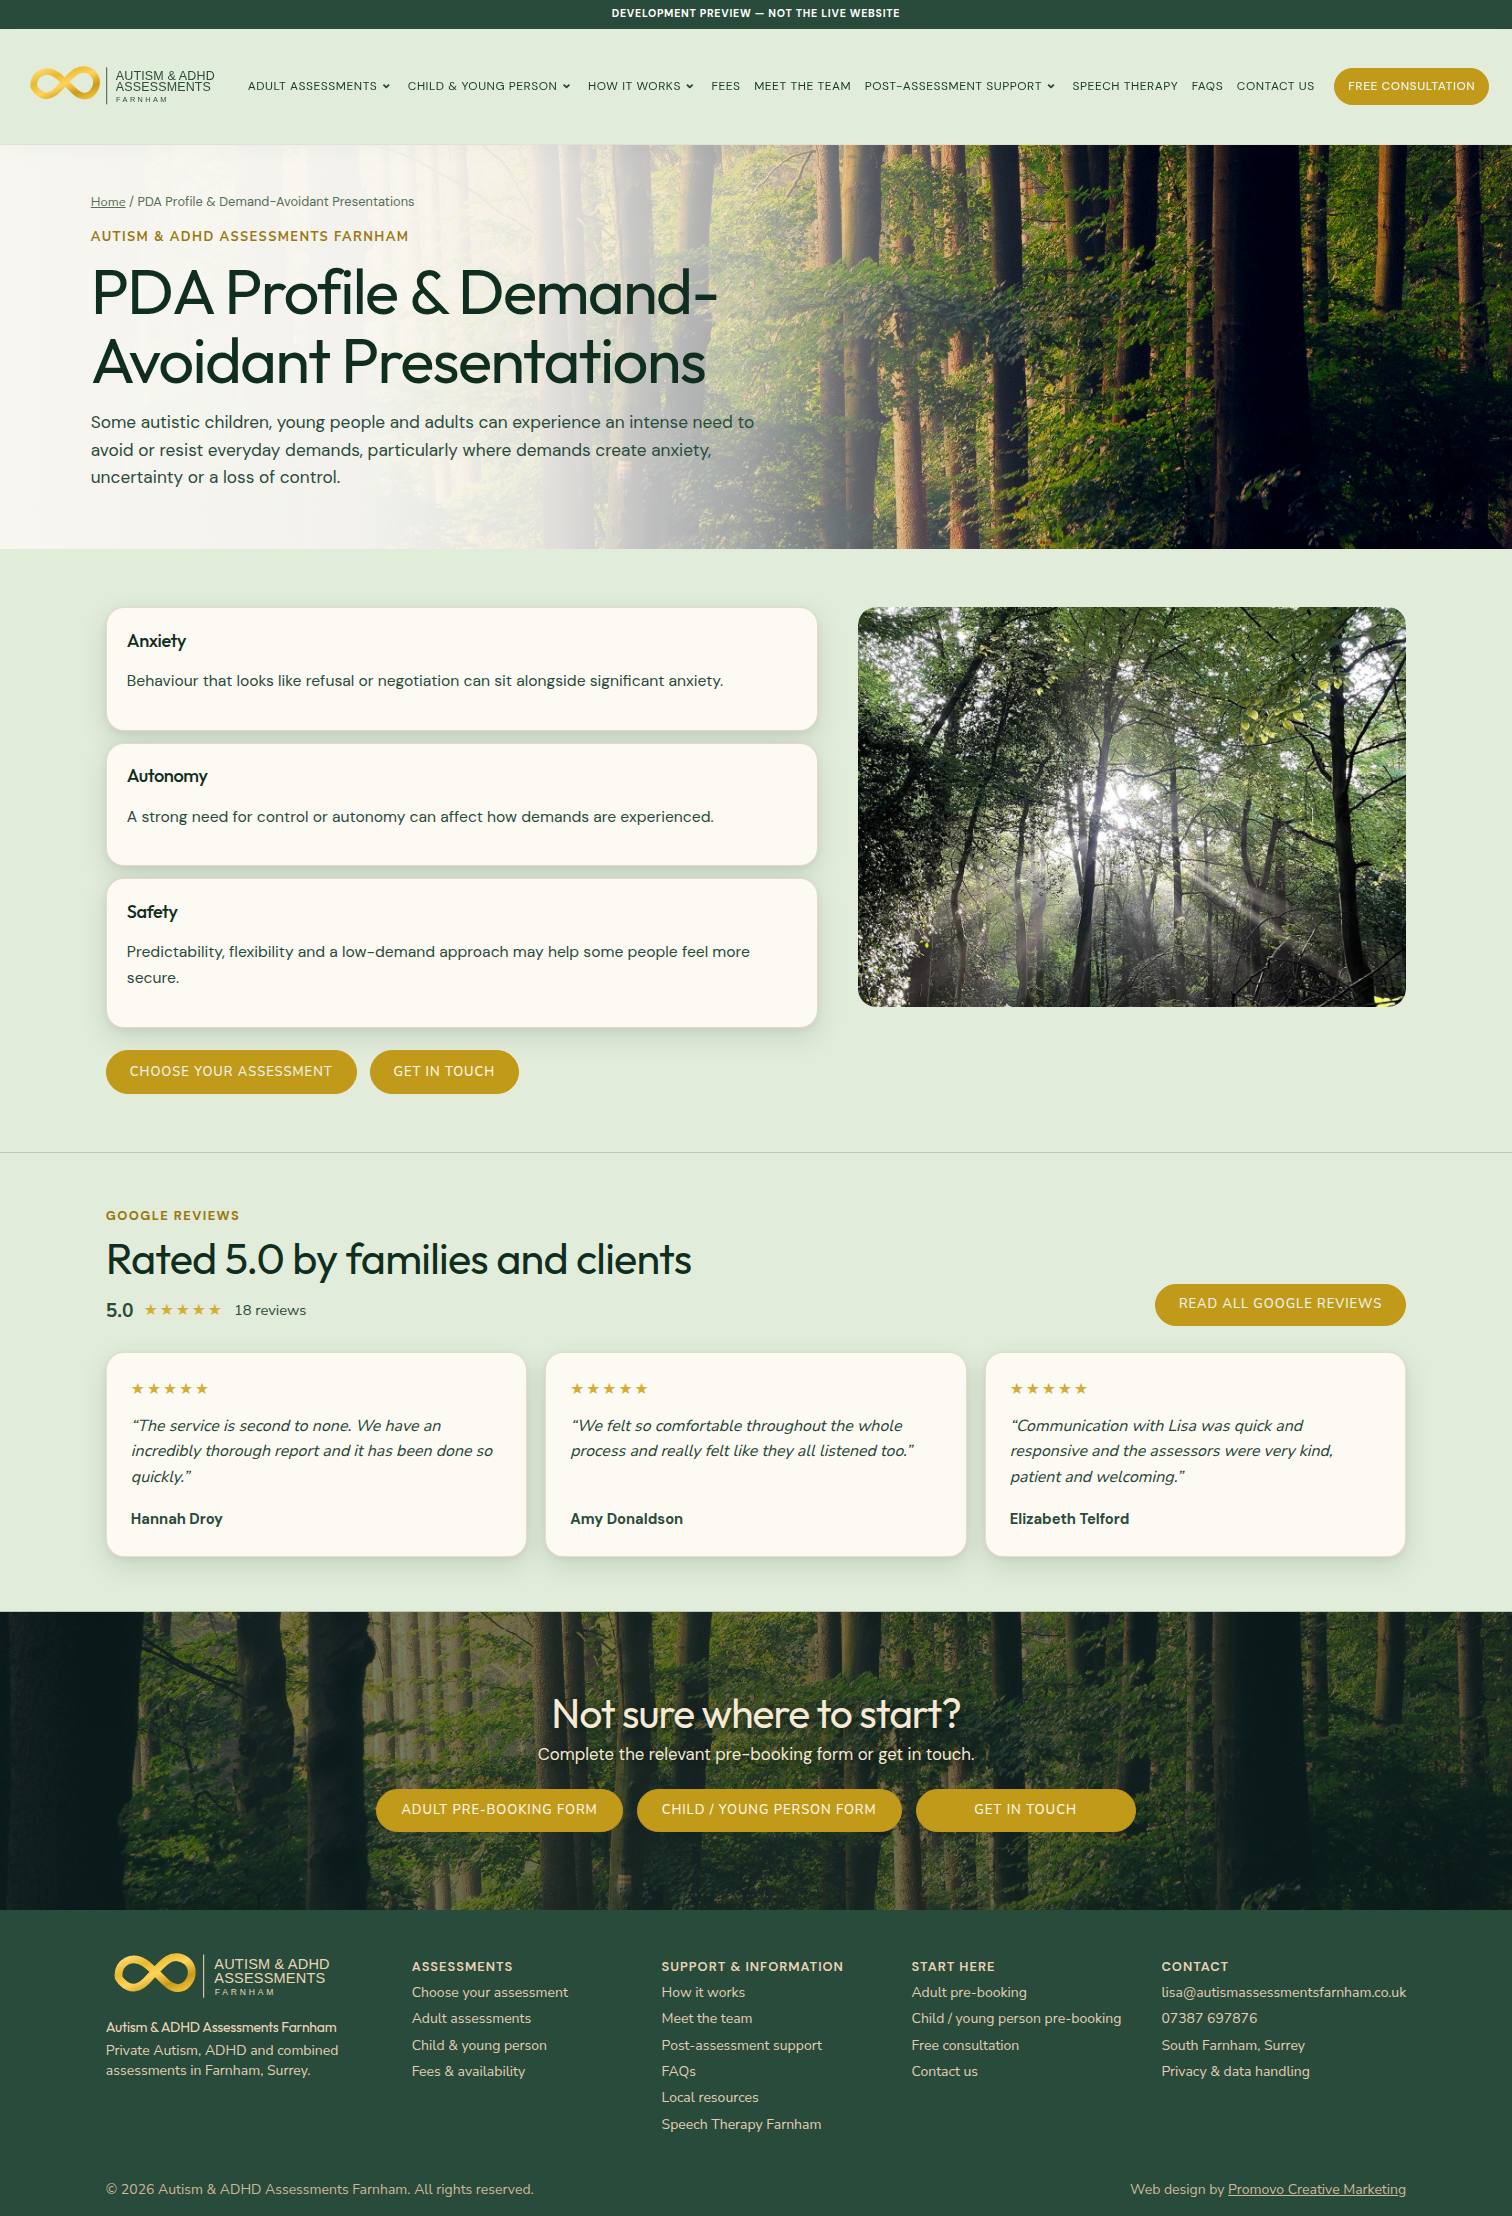 DEVELOPMENT PREVIEW — NOT THE LIVE WEBSITE
AUTISM & ADHD
ASSESSMENTS
FARNHAM
ADULT ASSESSMENTS
CHILD & YOUNG PERSON
HOW IT WORKS
FEES
MEET THE TEAM
POST-ASSESSMENT SUPPORT
SPEECH THERAPY
FAQS
CONTACT US
FREE CONSULTATION
Home / PDA Profile & Demand-Avoidant Presentations
AUTISM & ADHD ASSESSMENTS FARNHAM
PDA Profile & Demand-
Avoidant Presentations
Some autistic children, young people and adults can experience an intense need to
avoid or resist everyday demands, particularly where demands create anxiety,
uncertainty or a loss of control.
Anxiety
Behaviour that looks like refusal or negotiation can sit alongside significant anxiety.
Autonomy
A strong need for control or autonomy can affect how demands are experienced.
Safety
Predictability, flexibility and a low-demand approach may help some people feel more
secure.
CHOOSE YOUR ASSESSMENT
GET IN TOUCH
GOOGLE REVIEWS
Rated 5.0 by families and clients
5.0 ★★★★★ 18 reviews
READ ALL GOOGLE REVIEWS
★★★★★
“The service is second to none. We have an
incredibly thorough report and it has been done so
quickly.”
Hannah Droy
★★★★★
“We felt so comfortable throughout the whole
process and really felt like they all listened too.”
Amy Donaldson
★★★★★
“Communication with Lisa was quick and
responsive and the assessors were very kind,
patient and welcoming.”
Elizabeth Telford
Not sure where to start?
Complete the relevant pre-booking form or get in touch.
ADULT PRE-BOOKING FORM
CHILD / YOUNG PERSON FORM
GET IN TOUCH
AUTISM & ADHD
ASSESSMENTS
FARNHAM
Autism & ADHD Assessments Farnham
Private Autism, ADHD and combined
assessments in Farnham, Surrey.
ASSESSMENTS
Choose your assessment
Adult assessments
Child & young person
Fees & availability
SUPPORT & INFORMATION
How it works
Meet the team
Post-assessment support
FAQs
Local resources
Speech Therapy Farnham
START HERE
Adult pre-booking
Child / young person pre-booking
Free consultation
Contact us
CONTACT
lisa@autismassessmentsfarnham.co.uk
07387 697876
South Farnham, Surrey
Privacy & data handling
© 2026 Autism & ADHD Assessments Farnham. All rights reserved.
Web design by Promovo Creative Marketing